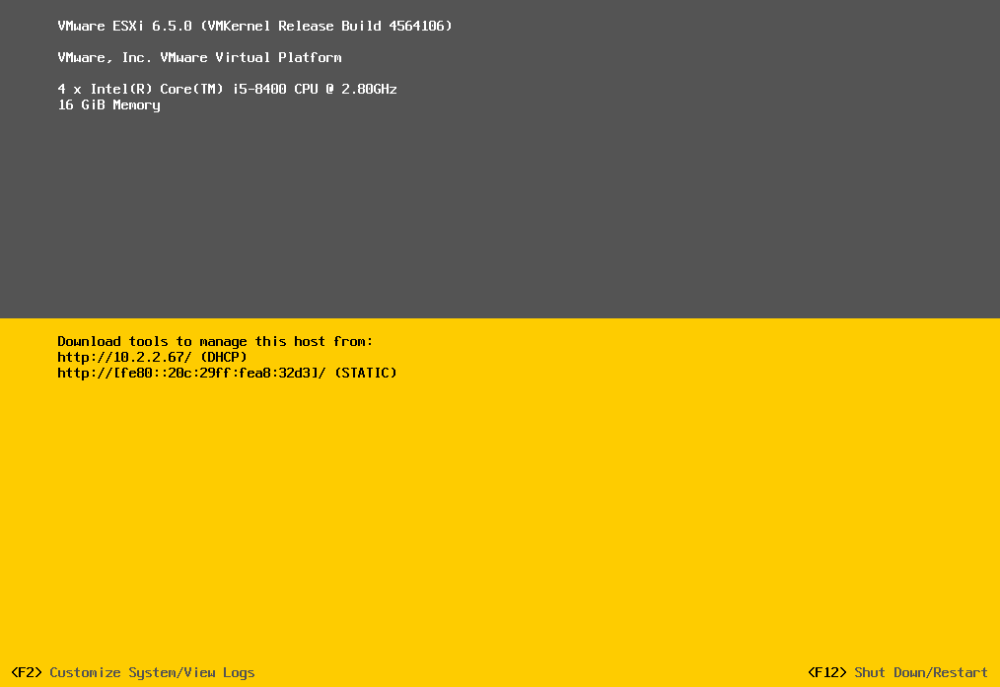 VMware ESXi 6.5.0 (VMKernel Release Build 4564106)
VMware, Inc. VMware Virtual Platform
4 x Intel(R) Core(TM) i5-8400 CPU @ 2.80GHz
16 GiB Memory
Download tools to manage this host from:
http://10.2.2.67/ (DHCP)
http://[fe80::20c:29ff:fea8:32d3]/ (STATIC)
<F2> Customize System/View Logs
<F12> Shut Down/Restart